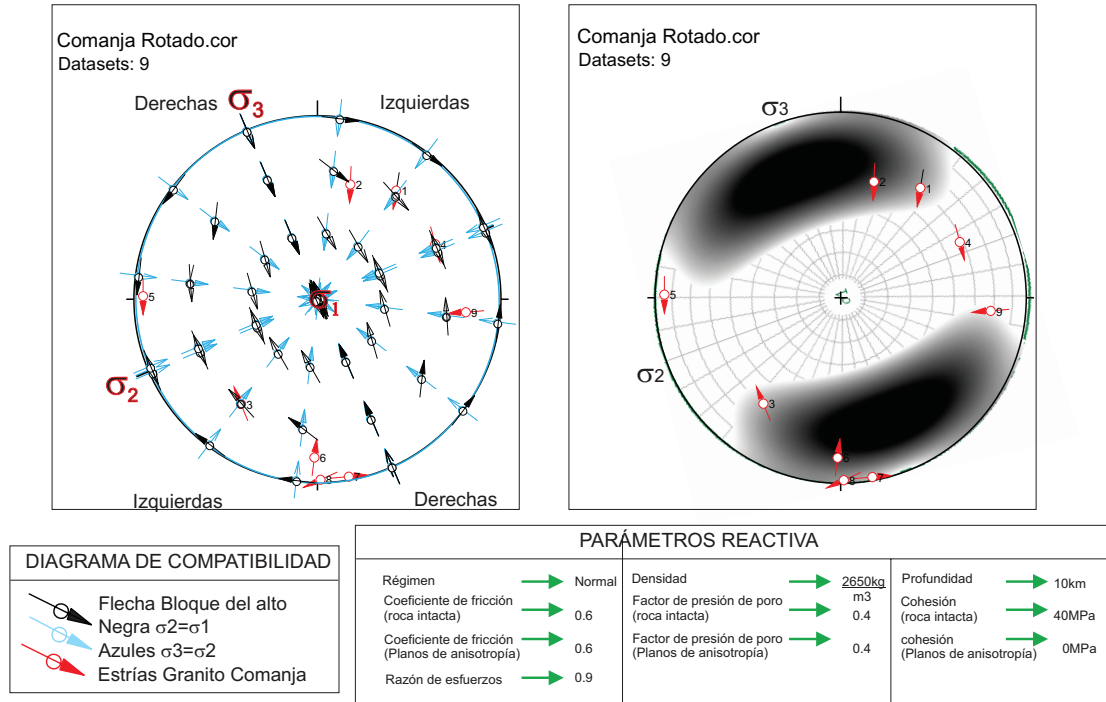 Comanja Rotado.cor
Datasets: 9
Derechas
σ3
Izquierdas
2
1
4
5
σ1
9
σ2
3
6
8
7
Izquierdas
Derechas
Comanja Rotado.cor
Datasets: 9
σ3
2
1
4
5
9
σ2
3
6
8
7
DIAGRAMA DE COMPATIBILIDAD
Flecha Bloque del alto
Negra σ2=σ1
Azules σ3=σ2
Estrías Granito Comanja
PARÁMETROS REACTIVA
Régimen Normal
Coeficiente de fricción
(roca intacta) 0.6
Coeficiente de fricción
(Planos de anisotropía) 0.6
Razón de esfuerzos 0.9
Densidad 2650kg
m3
Factor de presión de poro
(roca intacta) 0.4
Factor de presión de poro
(Planos de anisotropía) 0.4
Profundidad 10km
Cohesión
(roca intacta) 40MPa
cohesión
(Planos de anisotropía) 0MPa